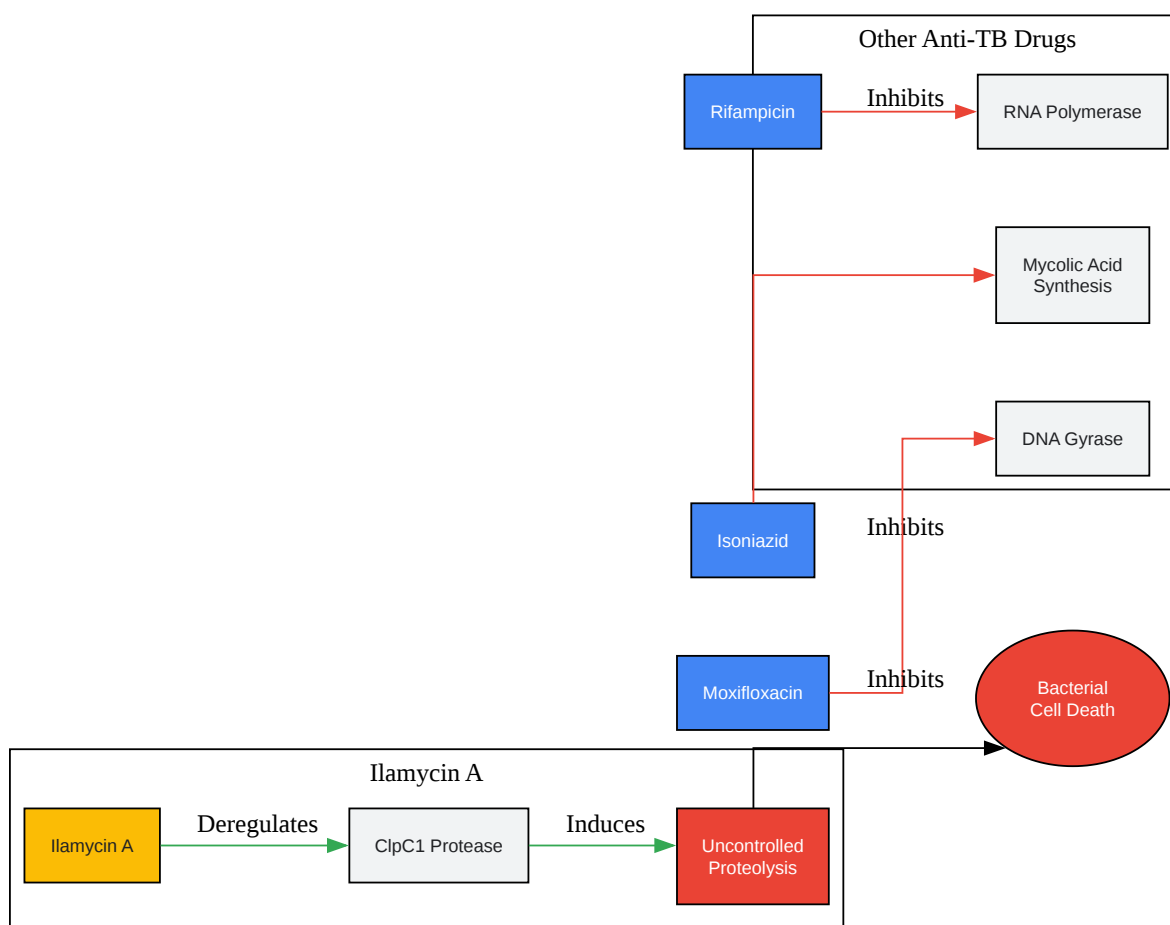 Other Anti-TB Drugs
Rifampicin
Inhibits
RNA Polymerase
Mycolic Acid
Synthesis
DNA Gyrase
Isoniazid
Inhibits
Moxifloxacin
Inhibits
Bacterial
Cell Death
Ilamycin A
Ilamycin A
Deregulates
ClpC1 Protease
Induces
Uncontrolled
Proteolysis